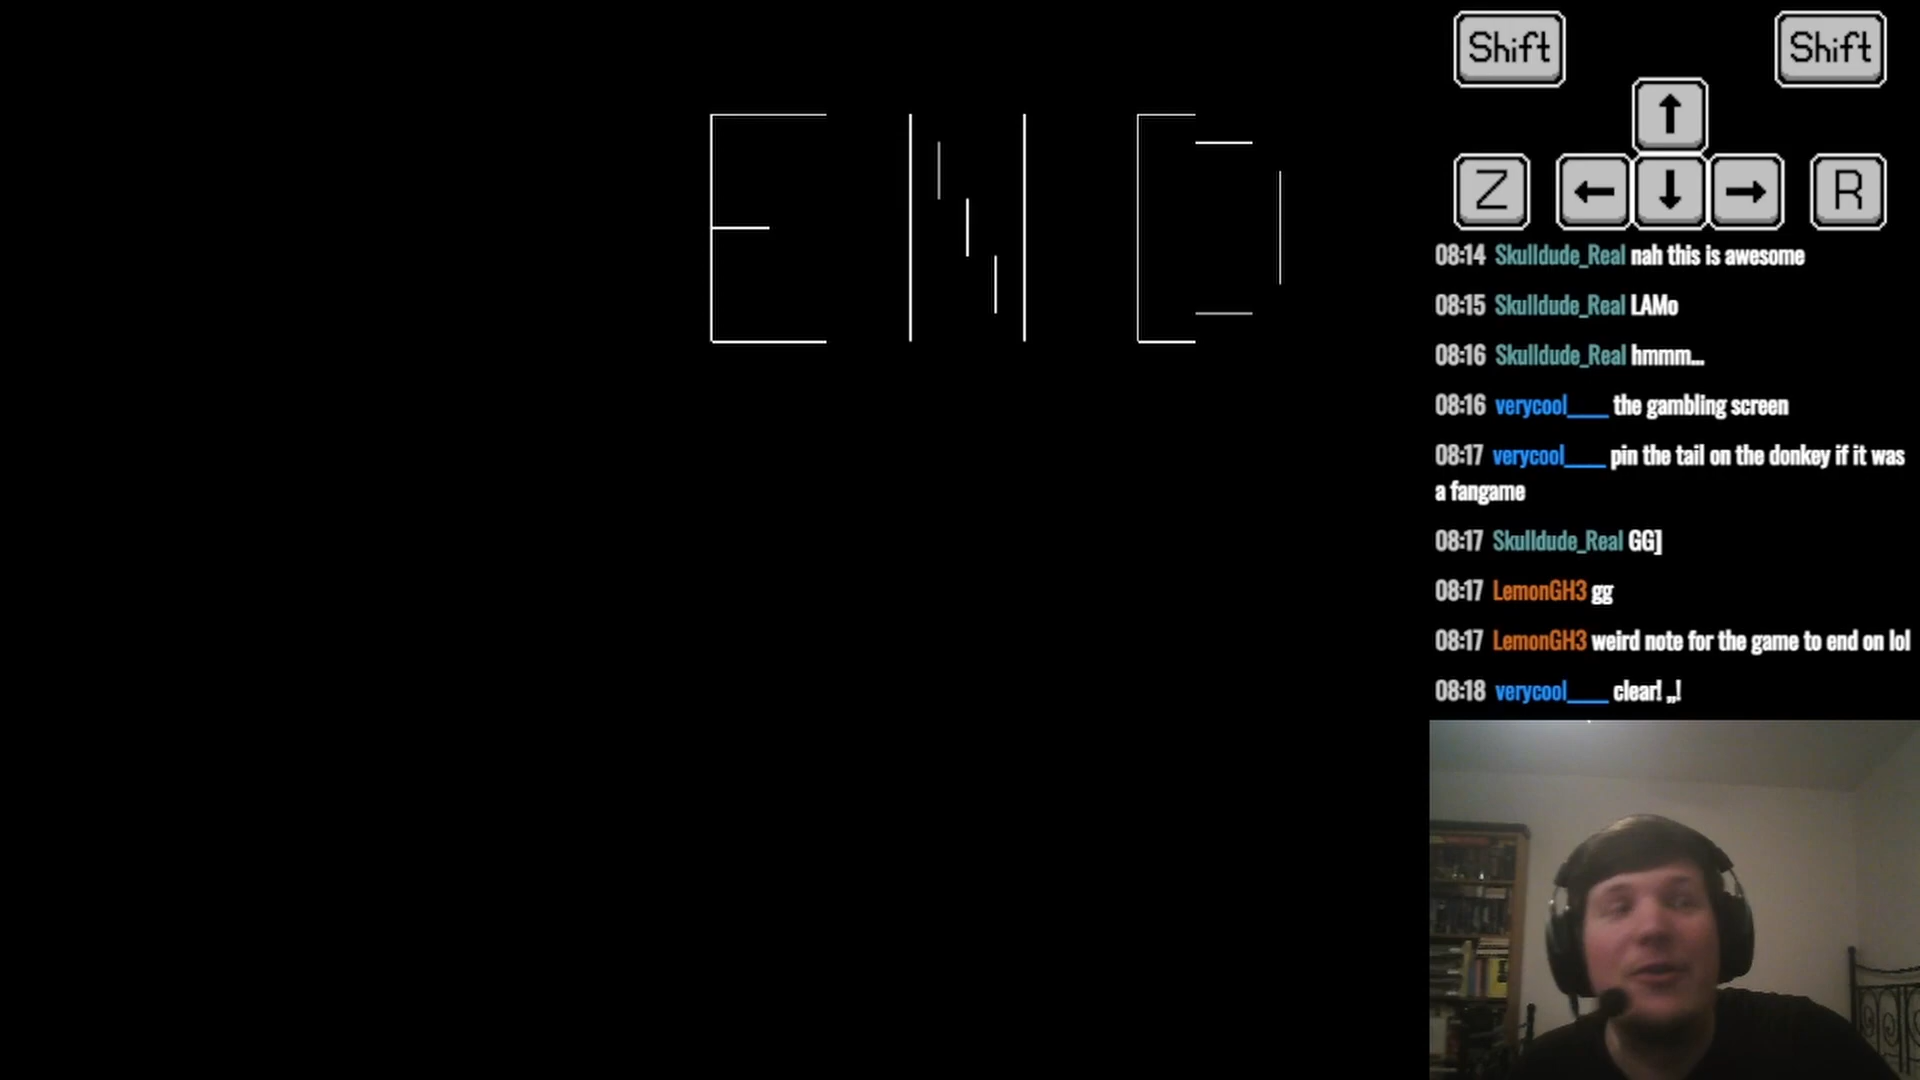 END
Shift Shift
↑
Z ← ↓ → R
08:14 Skulldude_Real nah this is awesome
08:15 Skulldude_Real LAMo
08:16 Skulldude_Real hmmm...
08:16 verycool____ the gambling screen
08:17 verycool____ pin the tail on the donkey if it was
a fangame
08:17 Skulldude_Real GG]
08:17 LemonGH3 gg
08:17 LemonGH3 weird note for the game to end on lol
08:18 verycool____ clear! ,,!